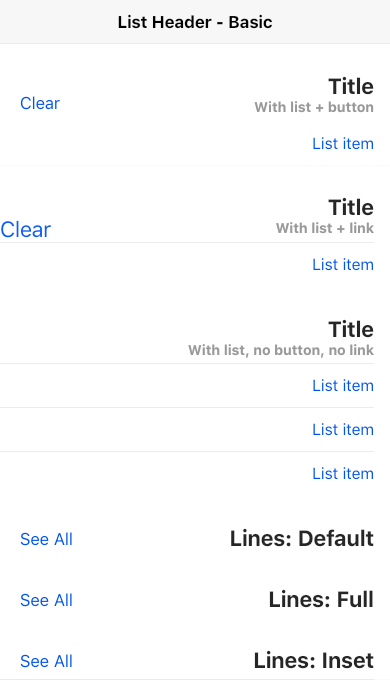 List Header - Basic
Title
With list + button
Clear
List item
Title
With list + link
Clear
List item
Title
With list, no button, no link
List item
List item
List item
Lines: Default
See All
Lines: Full
See All
Lines: Inset
See All